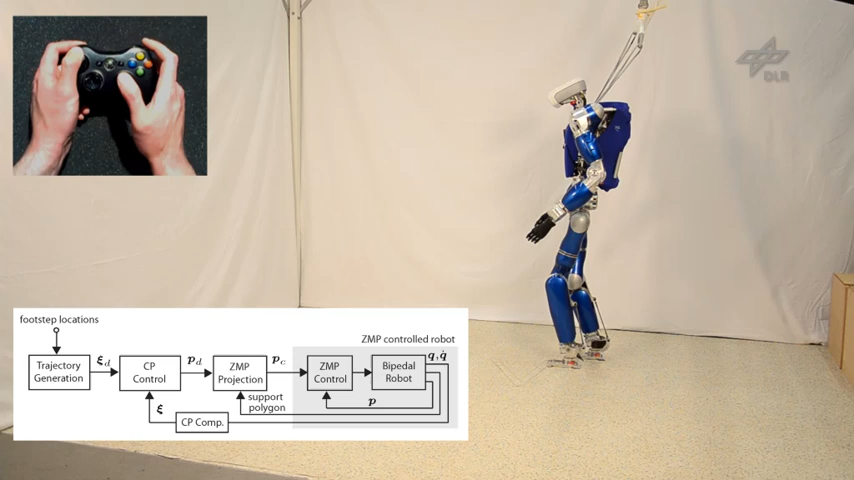 DLR
footstep locations
ZMP controlled robot
Trajectory
Generation
ξd
CP
Control
pd
ZMP
Projection
pc
ZMP
Control
Bipedal
Robot
q,q̇
support
polygon
p
ξ
CP Comp.